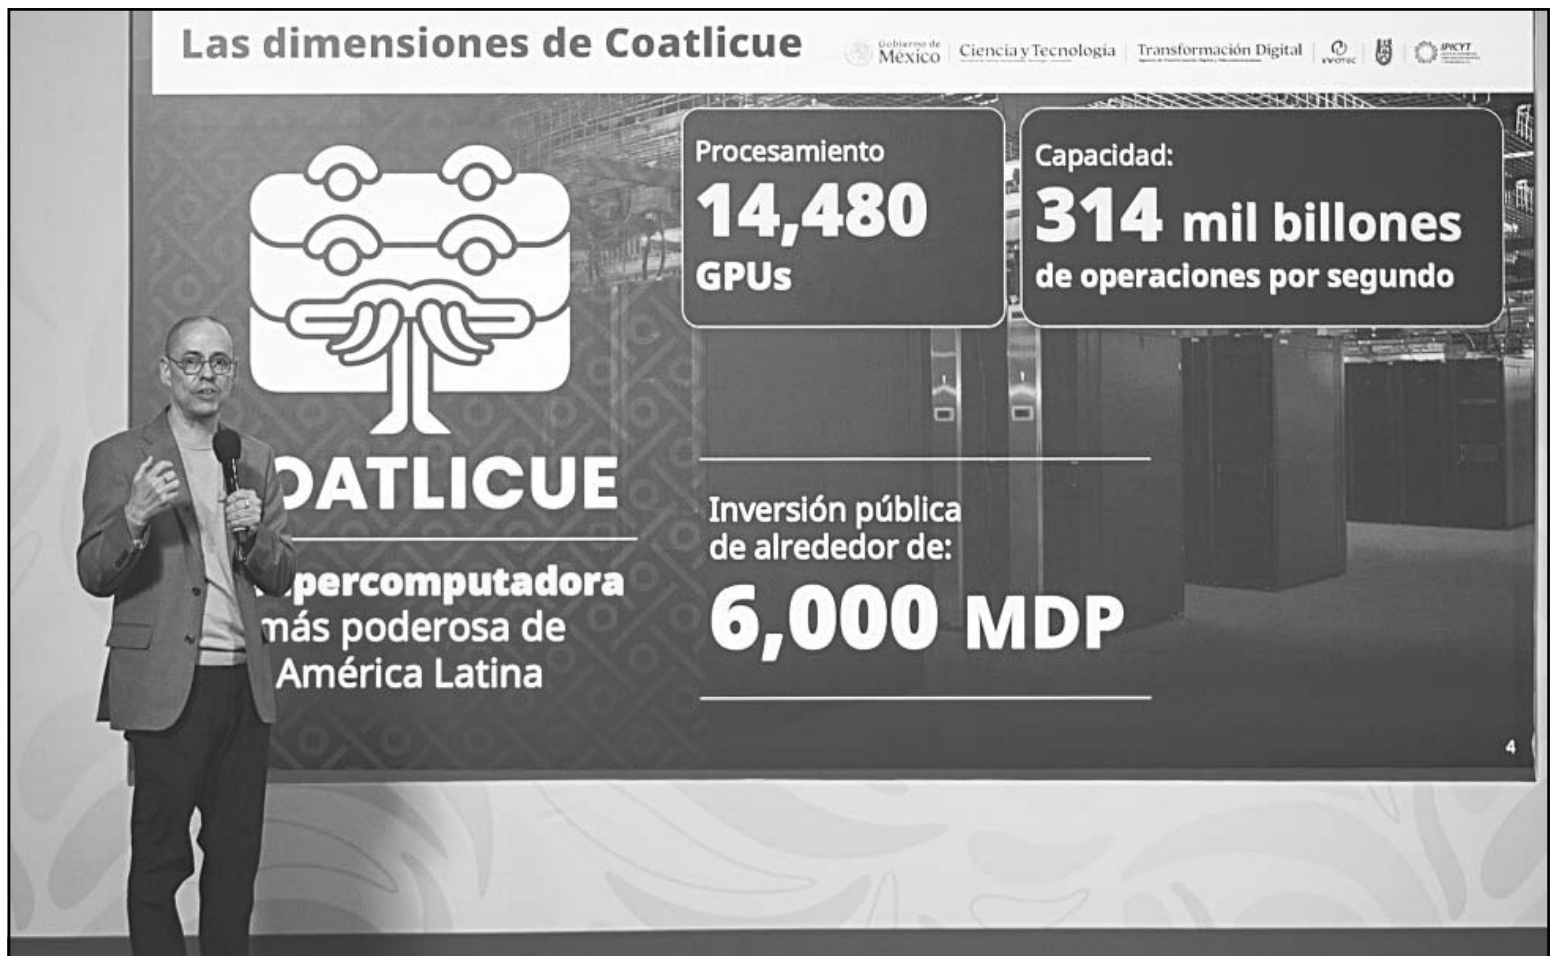 Las dimensiones de Coatlicue
Gobierno de
México
Ciencia y Tecnología
Transformación Digital
INFOTEC
IPICYT
Procesamiento
14,480
GPUs
Capacidad:
314 mil billones
de operaciones por segundo
OATLICUE
percomputadora
más poderosa de
América Latina
Inversión pública
de alrededor de:
6,000 MDP
4